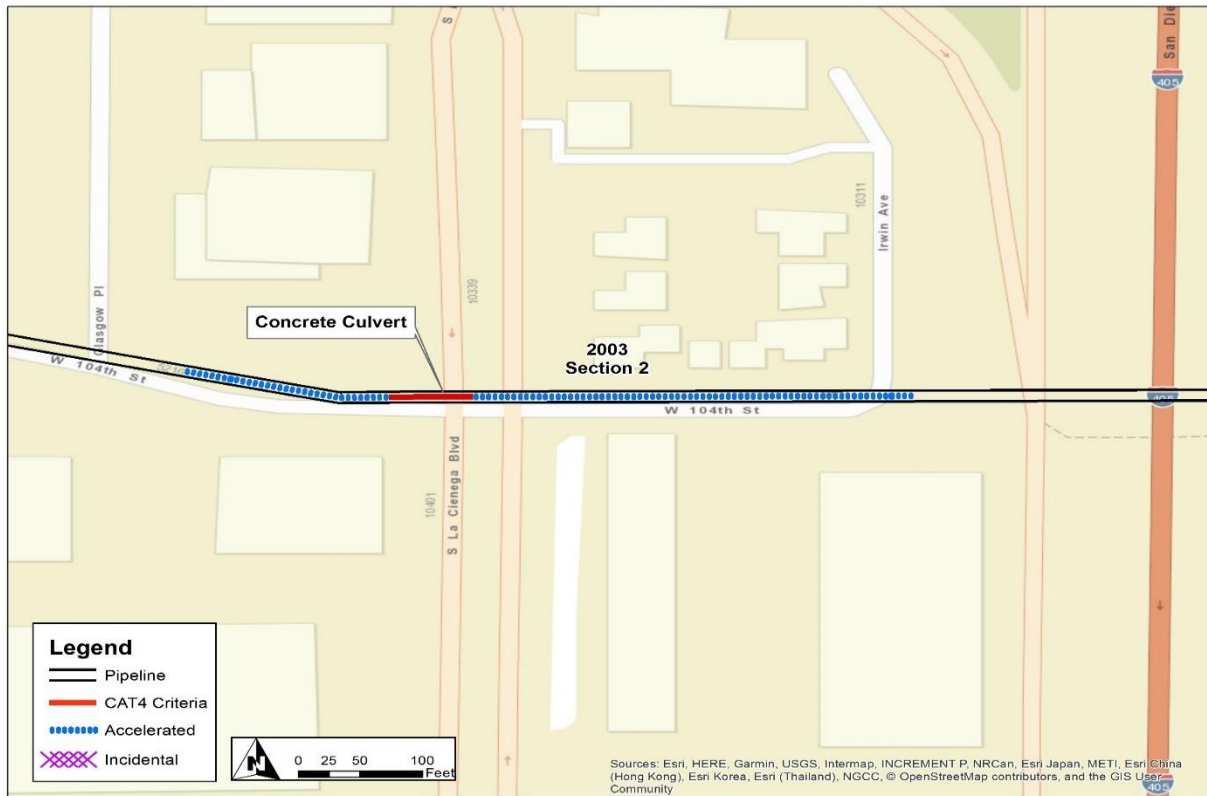 San Die
405
Glasgow Pl
10339
10311
Irwin Ave
Concrete Culvert
2003
Section 2
W 104th St
W 104th St
405
10401
S La Cienega Blvd
Legend
Pipeline
CAT4 Criteria
Accelerated
Incidental
N
0 25 50 100
Feet
Sources: Esri, HERE, Garmin, USGS, Intermap, INCREMENT P, NRCan, Esri Japan, METI, Esri China
(Hong Kong), Esri Korea, Esri (Thailand), NGCC, © OpenStreetMap contributors, and the GIS User
Community
405